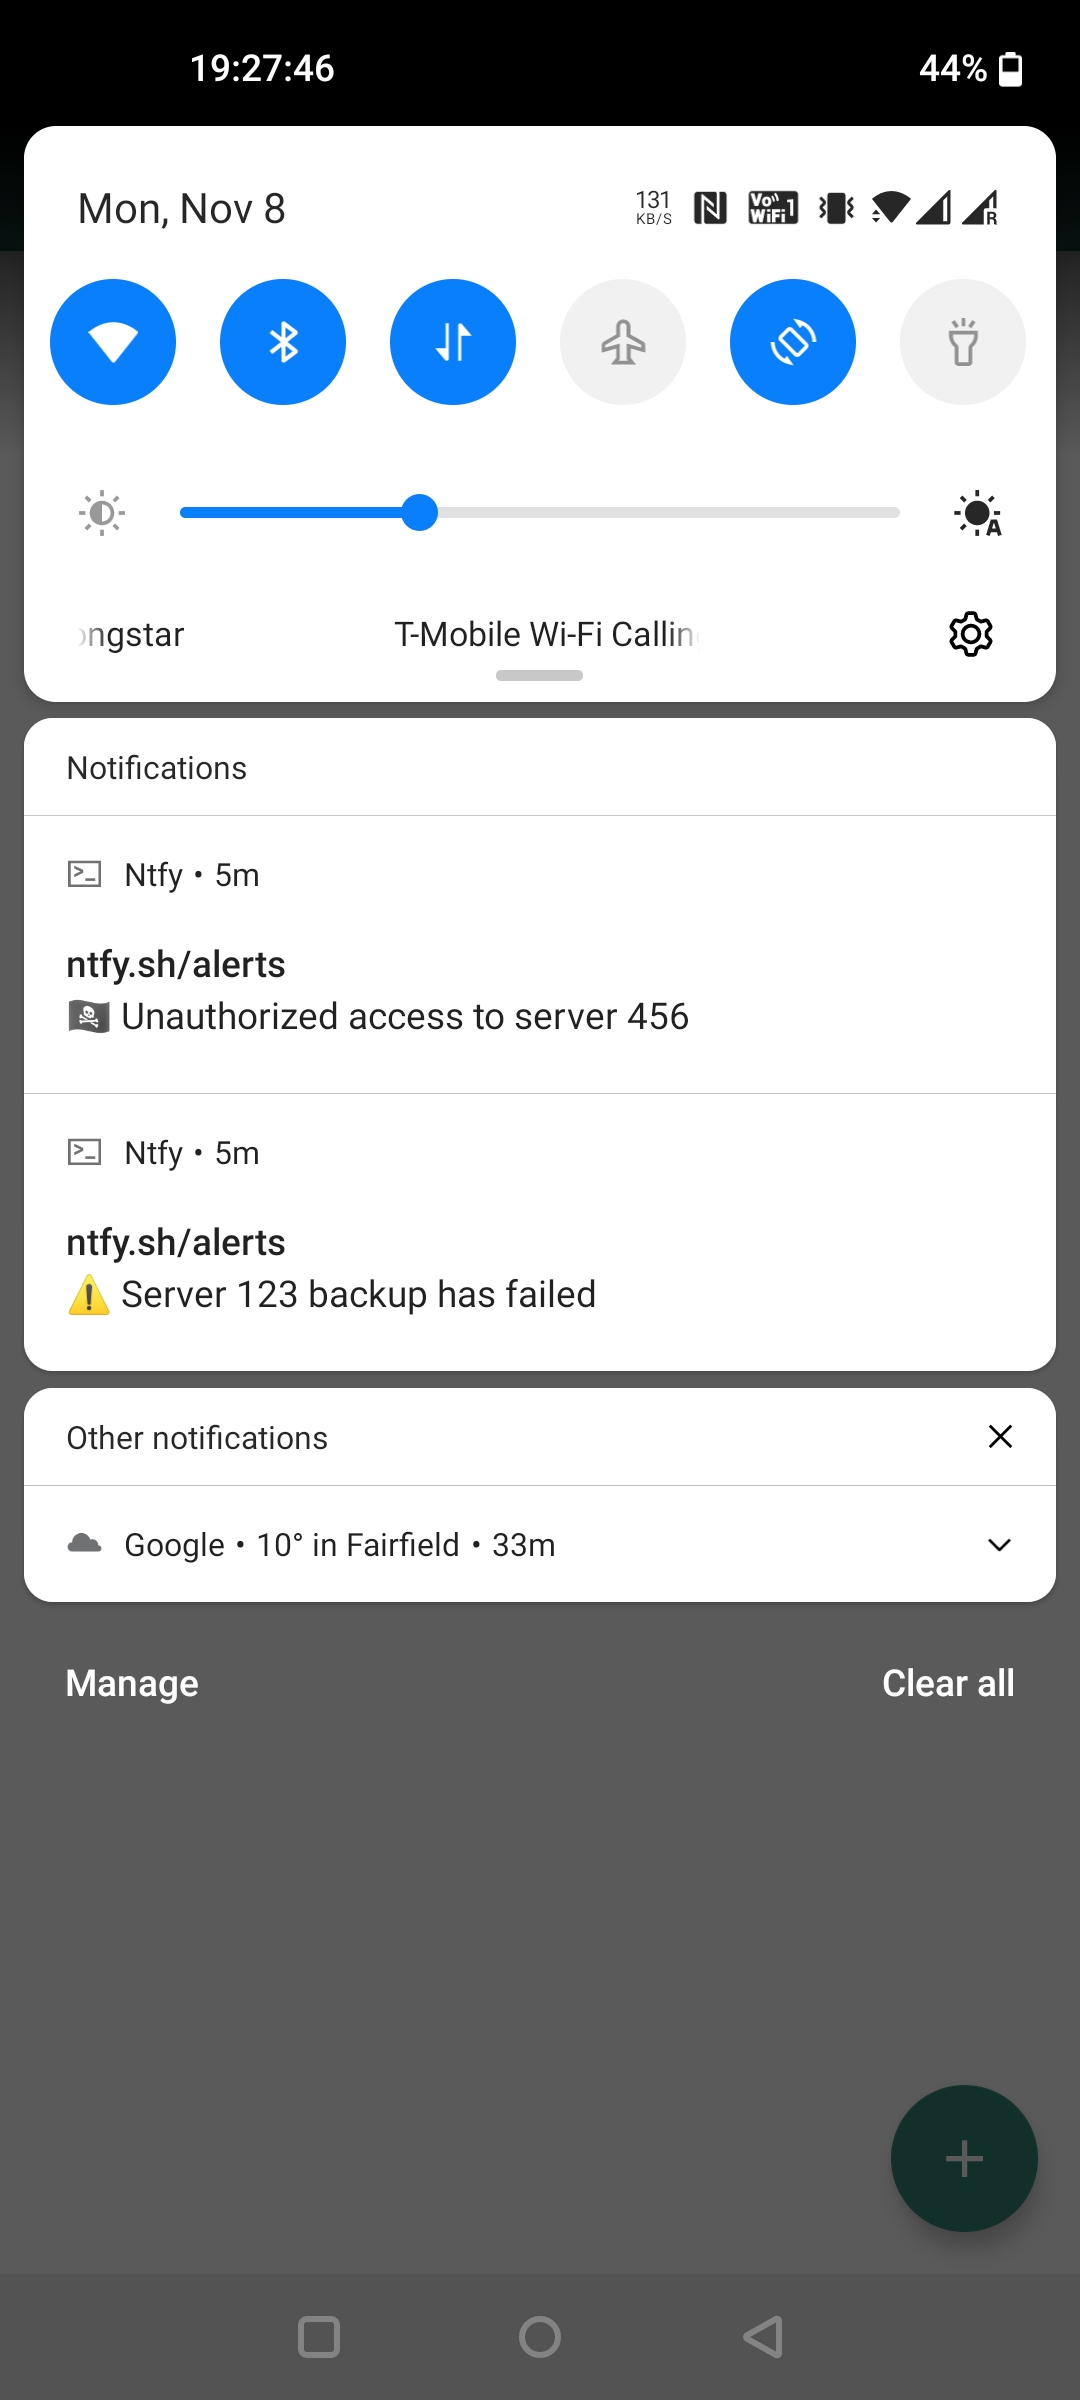 19:27:46
44%
Mon, Nov 8
131
KB/S
Vo
WiFi 1
R
A
ngstar
T-Mobile Wi-Fi Callin
Notifications
Ntfy • 5m
ntfy.sh/alerts
🏴‍☠️ Unauthorized access to server 456
Ntfy • 5m
ntfy.sh/alerts
⚠️ Server 123 backup has failed
Other notifications
Google • 10° in Fairfield • 33m
Manage
Clear all